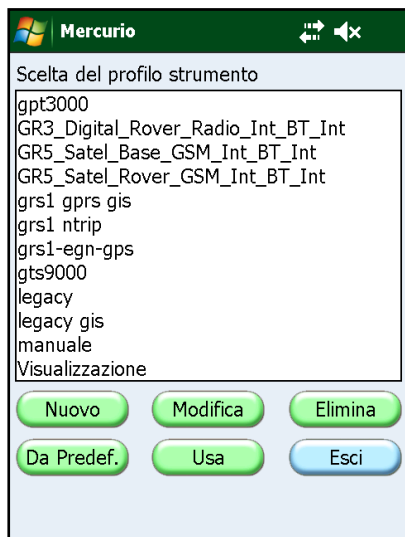 Mercurio
Scelta del profilo strumento
gpt3000
GR3_Digital_Rover_Radio_Int_BT_Int
GR5_Satel_Base_GSM_Int_BT_Int
GR5_Satel_Rover_GSM_Int_BT_Int
grs1 gprs gis
grs1 ntrip
grs1-egn-gps
gts9000
legacy
legacy gis
manuale
Visualizzazione
Nuovo Modifica Elimina
Da Predef. Usa Esci